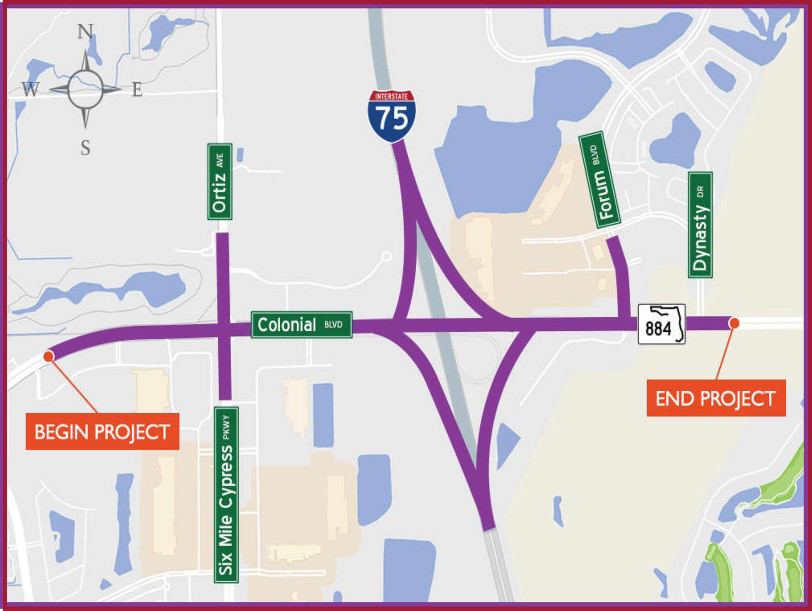 N
W E
S
INTERSTATE
75
Ortiz AVE
Forum BLVD
Dynasty DR
Colonial BLVD
884
BEGIN PROJECT
END PROJECT
Six Mile Cypress PKWY